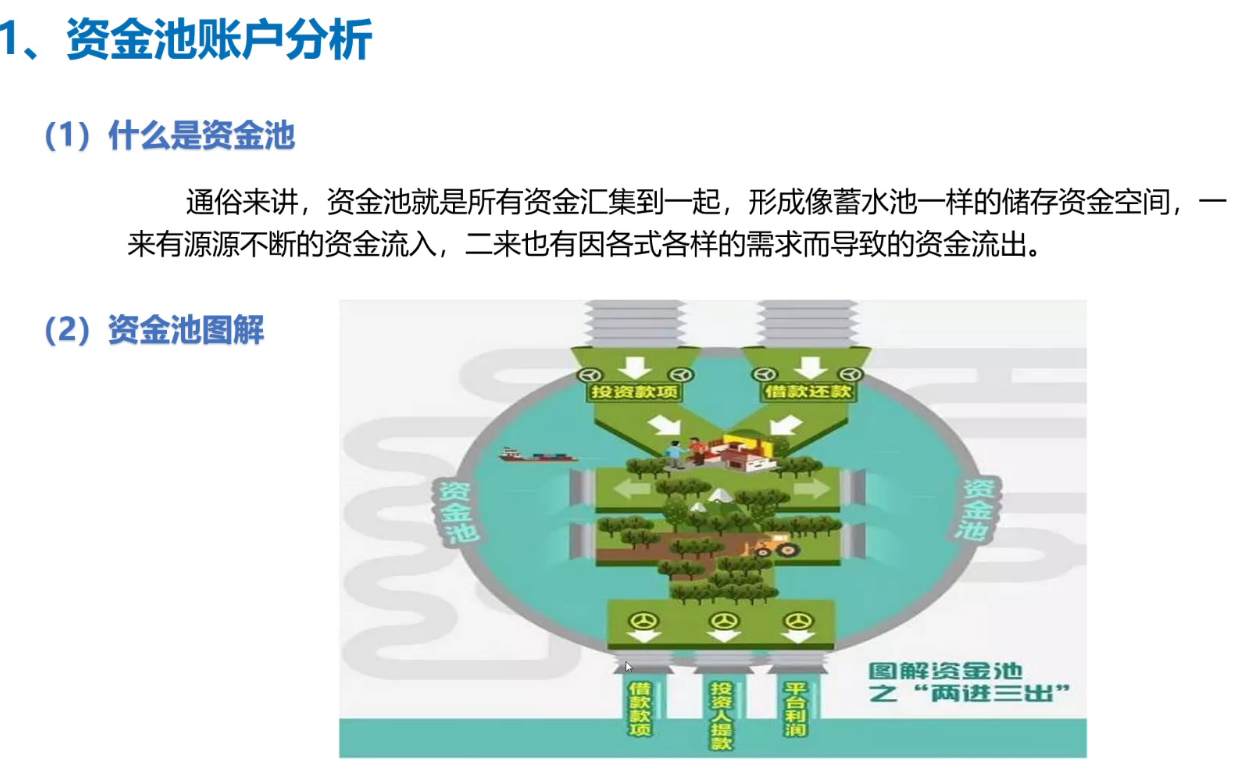 1、资金池账户分析
（1）什么是资金池
通俗来讲，资金池就是所有资金汇集到一起，形成像蓄水池一样的储存资金空间，一
来有源源不断的资金流入，二来也有因各式各样的需求而导致的资金流出。
（2）资金池图解
投资款项
借款还款
资金池
资金池
借款款项
投资人提款
平台利润
图解资金池
之“两进三出”